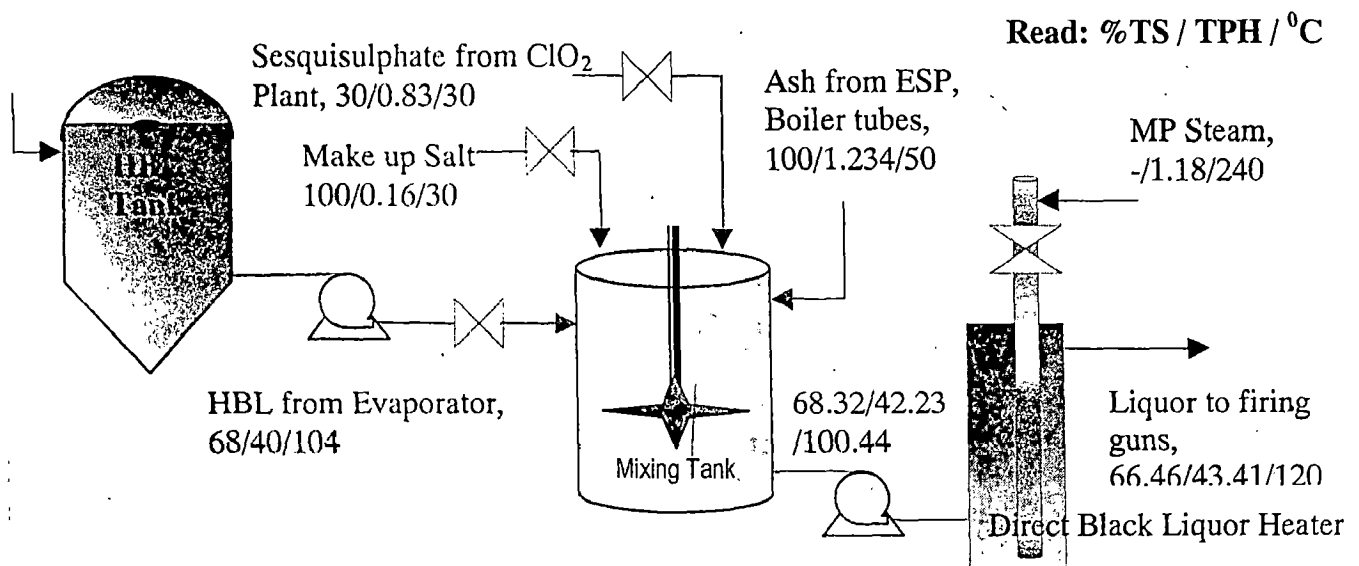 Read: %TS / TPH / ⁰C
Sesquisulphate from ClO₂
Plant, 30/0.83/30
Ash from ESP,
Boiler tubes,
100/1.234/50
MP Steam,
-/1.18/240
Make up Salt
100/0.16/30
Tank
HBL from Evaporator,
68/40/104
Mixing Tank
68.32/42.23
/100.44
Liquor to firing
guns,
66.46/43.41/120
Direct Black Liquor Heater